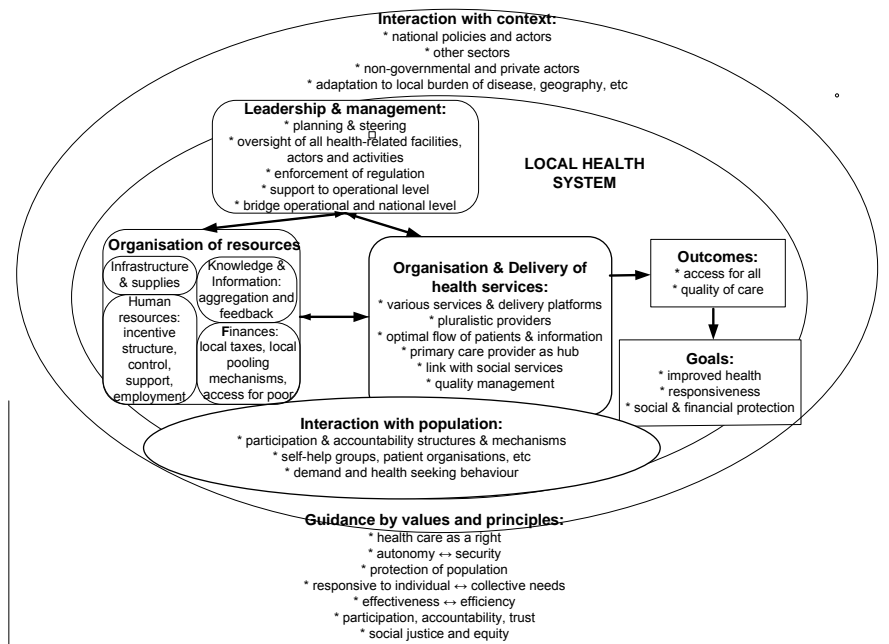 Interaction with context:
* national policies and actors
* other sectors
* non-governmental and private actors
* adaptation to local burden of disease, geography, etc
Leadership & management:
* planning & steering
* oversight of all health-related facilities,
actors and activities
* enforcement of regulation
* support to operational level
* bridge operational and national level
LOCAL HEALTH
SYSTEM
Organisation of resources
Infrastructure
& supplies
Knowledge &
Information:
aggregation and
feedback
Human
resources:
incentive
structure,
control,
support,
employment
Finances:
local taxes, local
pooling
mechanisms,
access for poor
Organisation & Delivery of
health services:
* various services & delivery platforms
* pluralistic providers
* optimal flow of patients & information
* primary care provider as hub
* link with social services
* quality management
Outcomes:
* access for all
* quality of care
Goals:
* improved health
* responsiveness
* social & financial protection
Interaction with population:
* participation & accountability structures & mechanisms
* self-help groups, patient organisations, etc
* demand and health seeking behaviour
Guidance by values and principles:
* health care as a right
* autonomy ↔ security
* protection of population
* responsive to individual ↔ collective needs
* effectiveness ↔ efficiency
* participation, accountability, trust
* social justice and equity